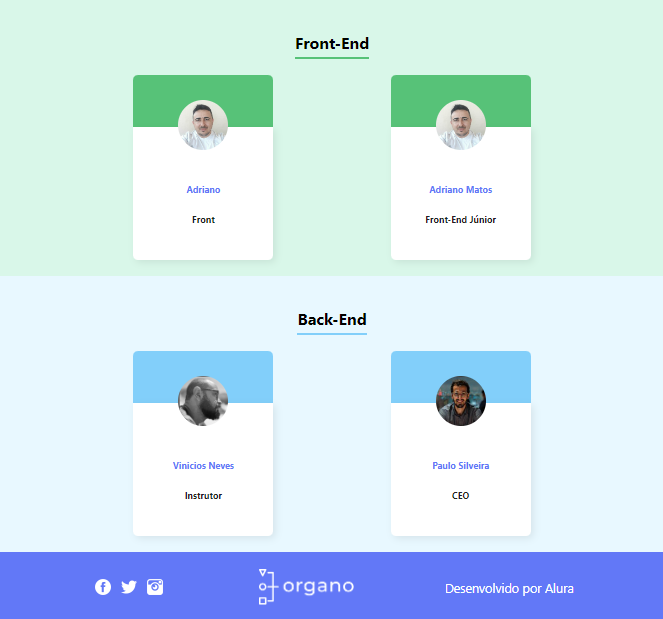 Front-End
Adriano
Front
Adriano Matos
Front-End Júnior
Back-End
Vinicios Neves
Instrutor
Paulo Silveira
CEO
organo
Desenvolvido por Alura